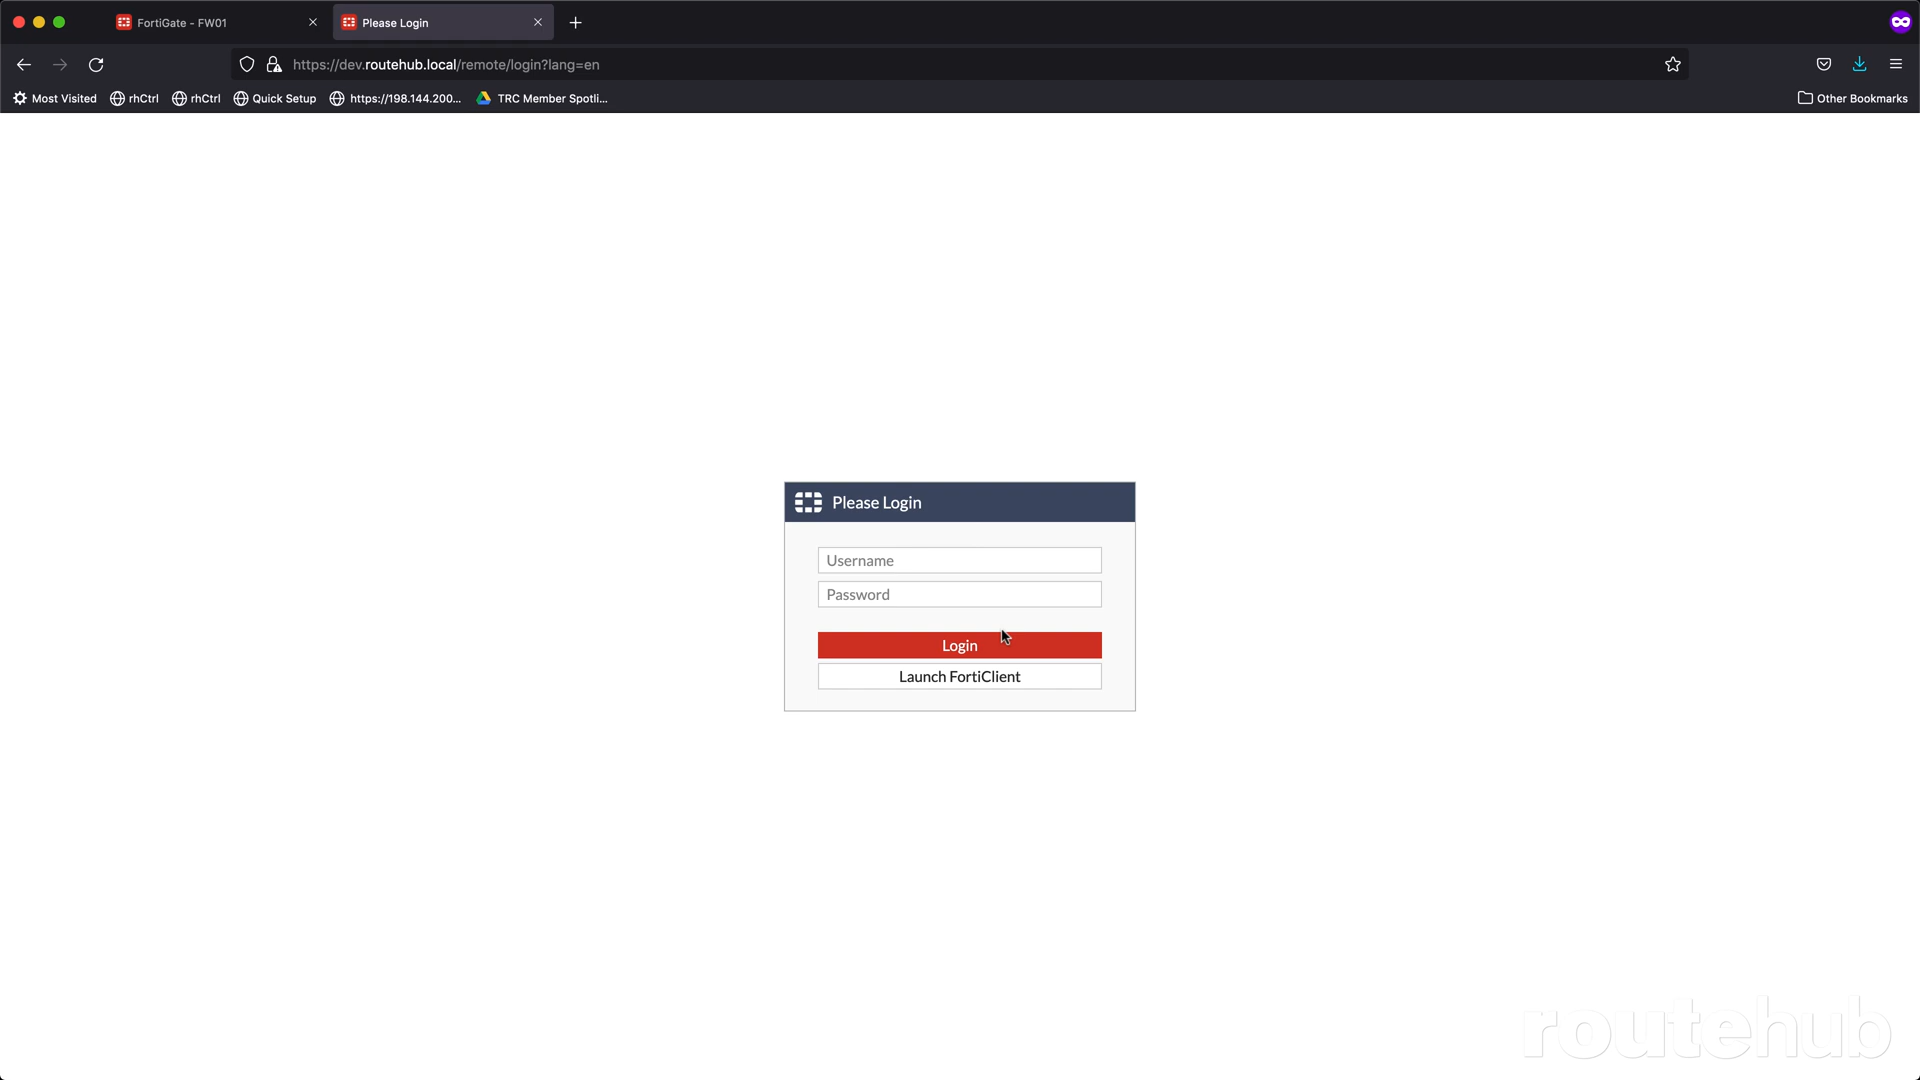 FortiGate - FW01
Please Login
https://dev.routehub.local/remote/login?lang=en
Most Visited
rhCtrl
rhCtrl
Quick Setup
https://198.144.200...
TRC Member Spotli...
Other Bookmarks
Please Login
Username
Password
Login
Launch FortiClient
routehub